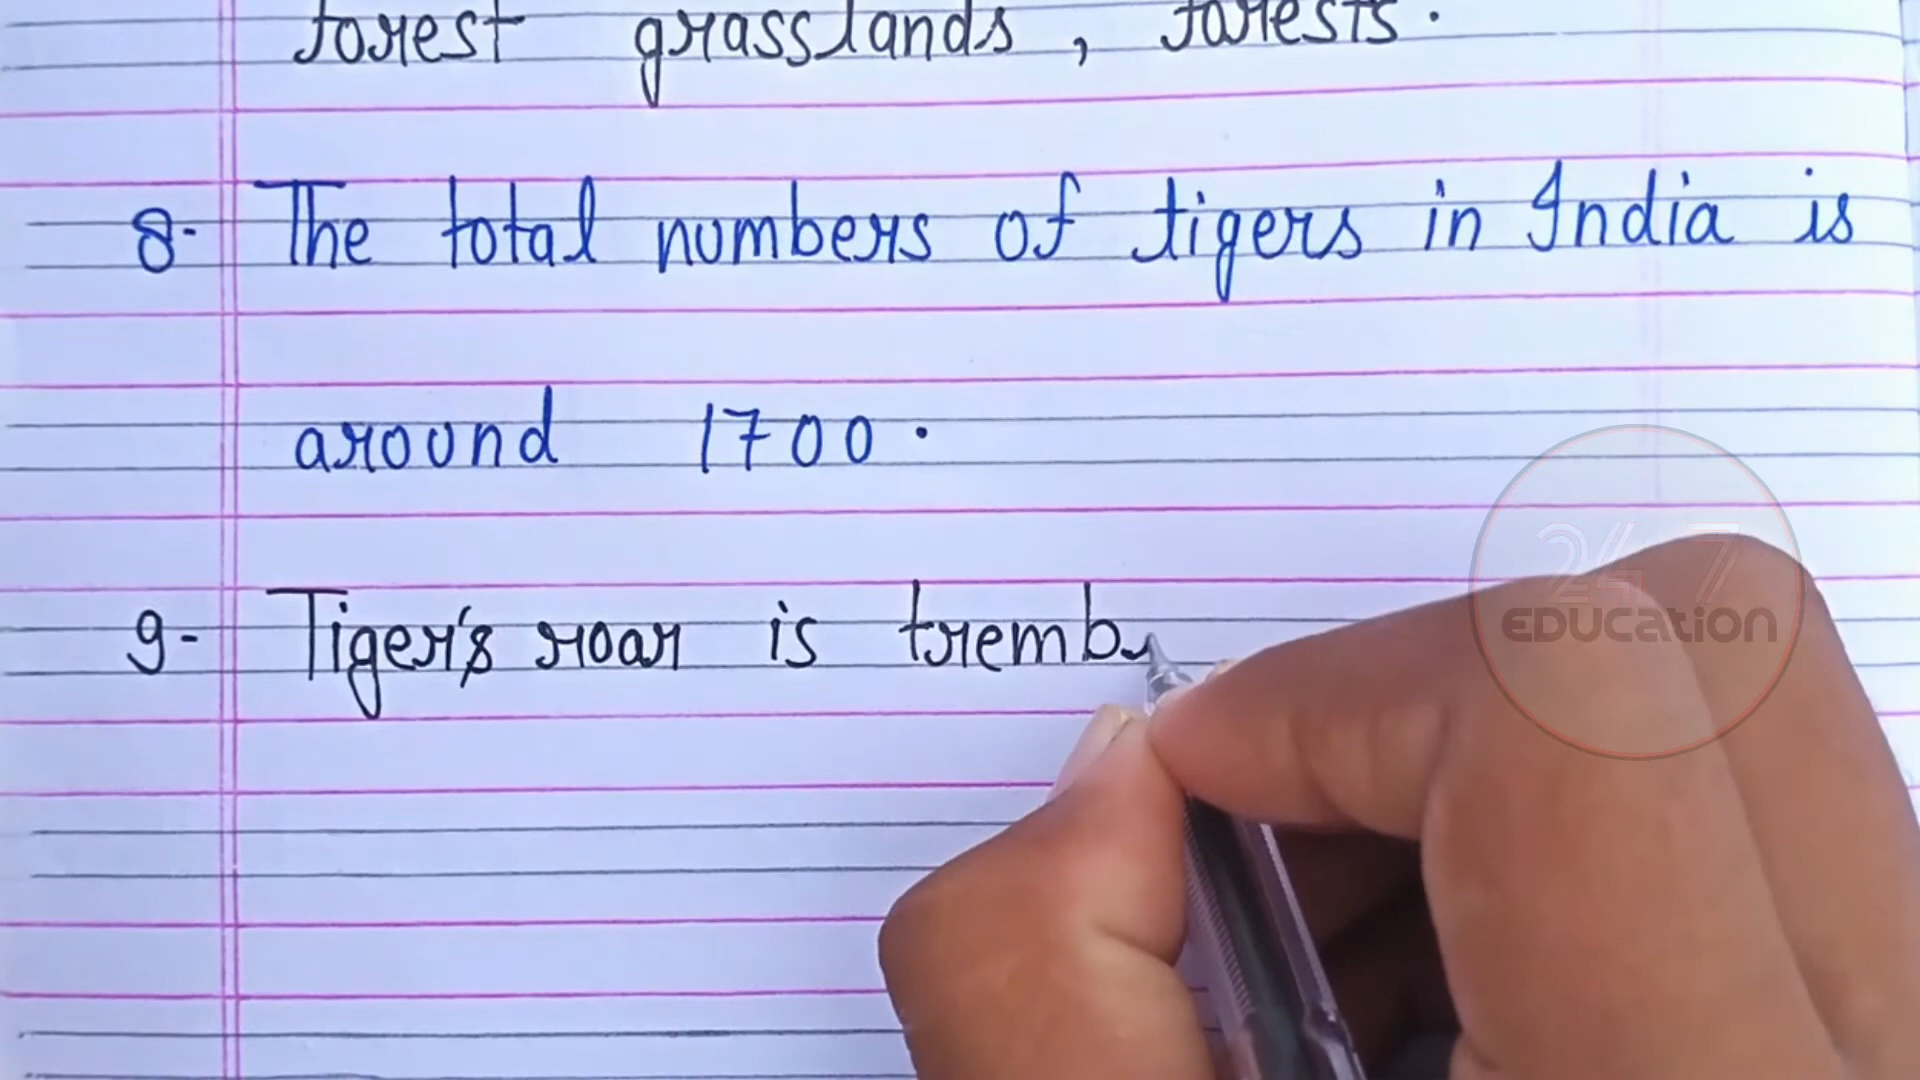 forest grasslands, forests.
8- The total numbers of tigers in India is
around 1700.
9- Tiger's roar is tremb
24 7
EDUCation